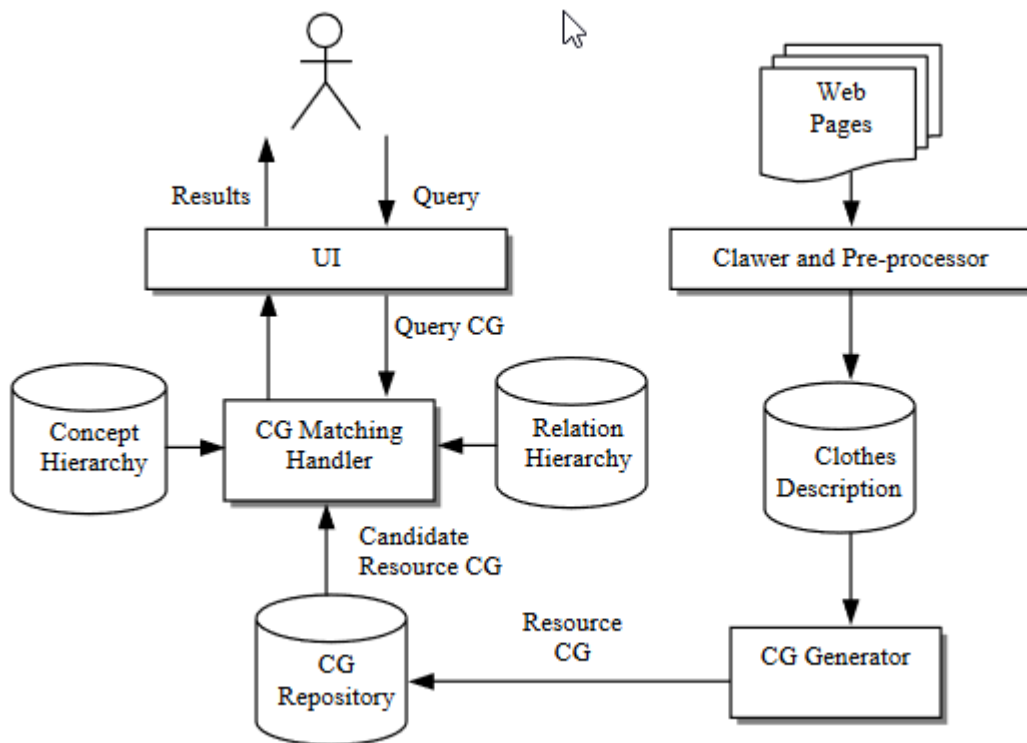 Web
Pages
Results
Query
UI
Clawer and Pre-processor
Query CG
Concept
Hierarchy
CG Matching
Handler
Relation
Hierarchy
Clothes
Description
Candidate
Resource CG
Resource
CG
CG
Repository
CG Generator